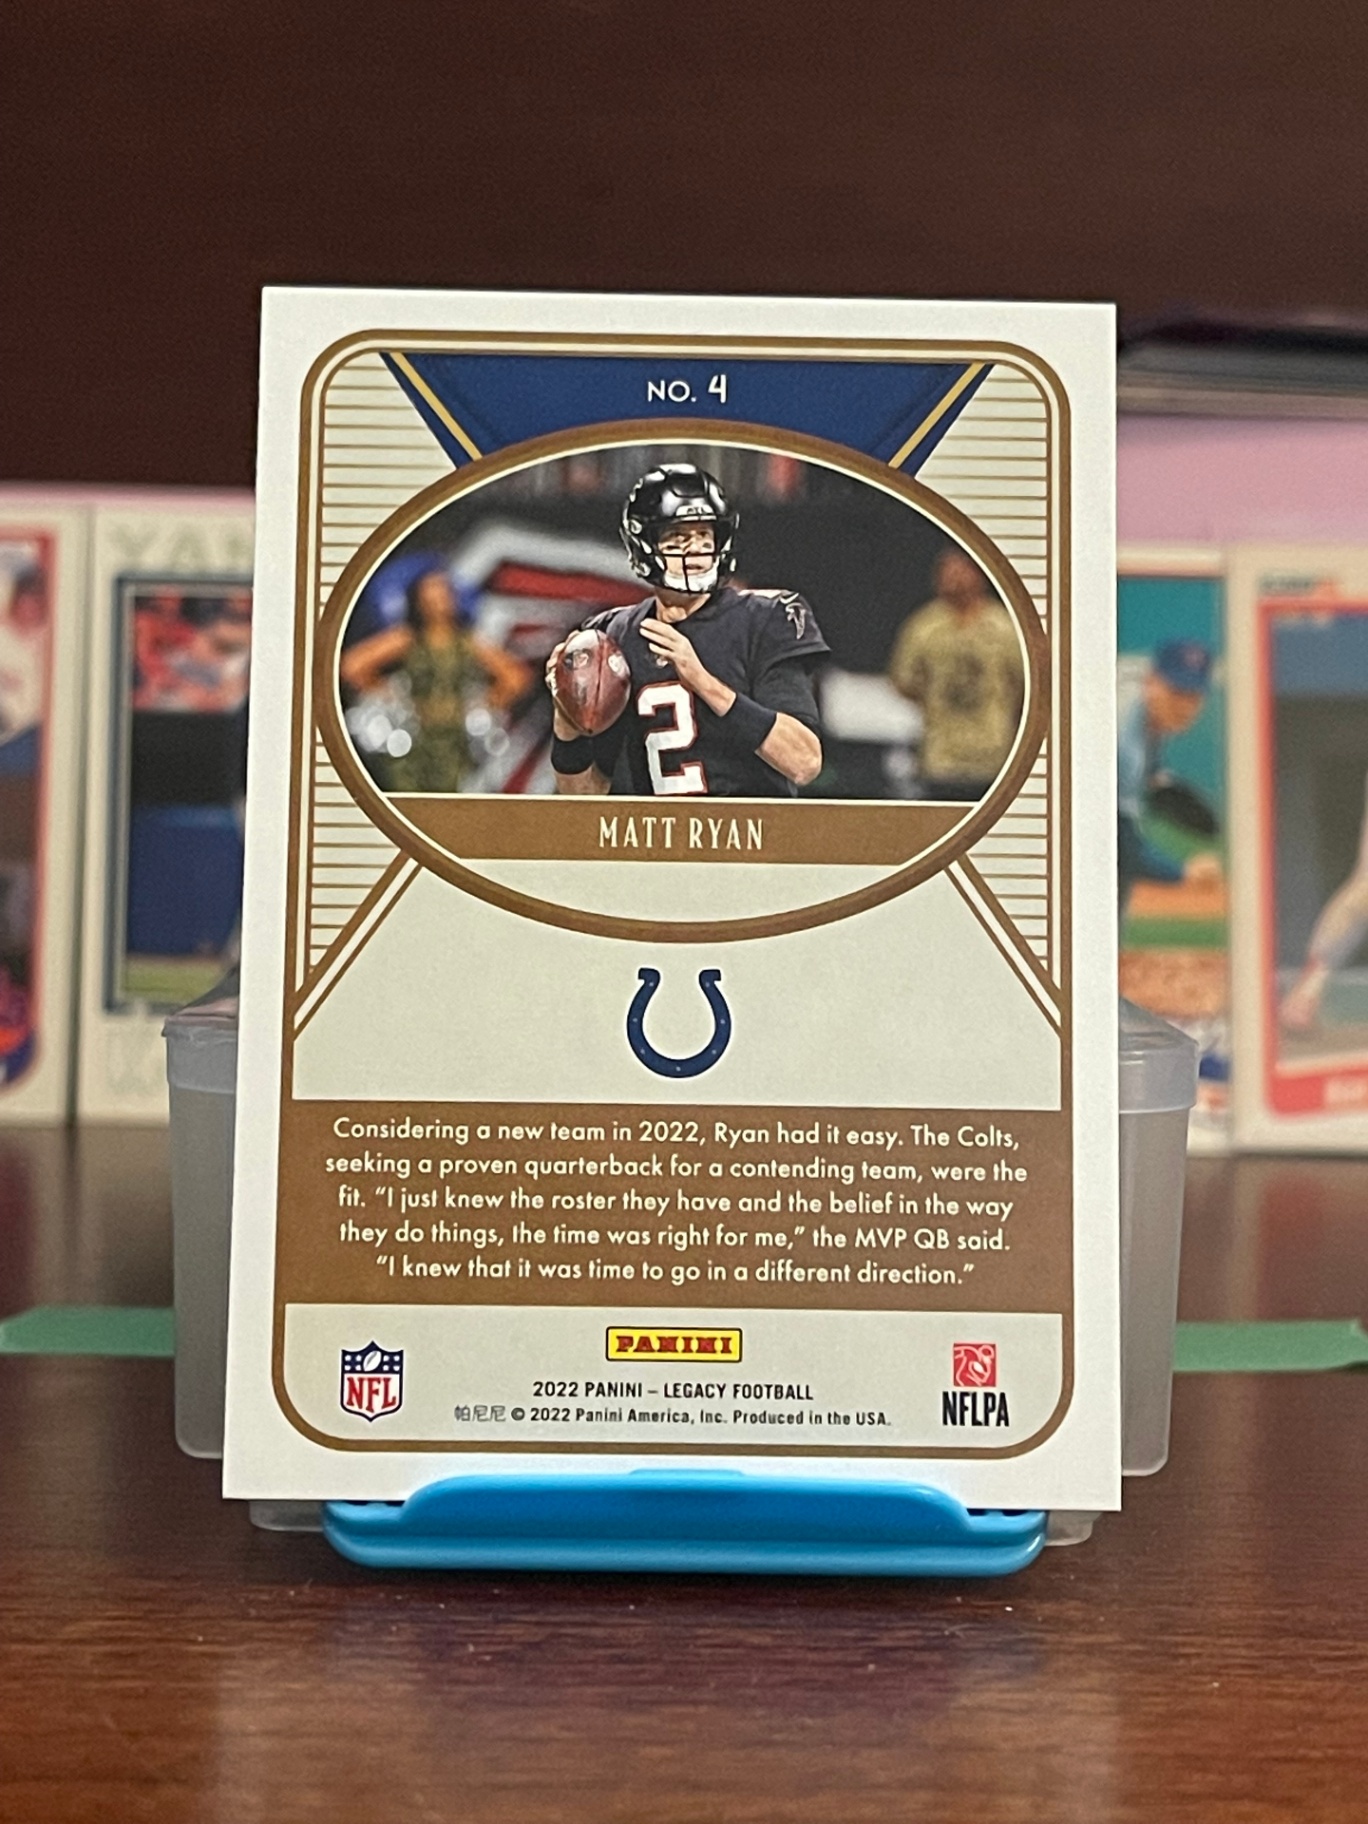 NO. 4
2
MATT RYAN
Considering a new team in 2022, Ryan had it easy. The Colts,
seeking a proven quarterback for a contending team, were the
fit. “I just knew the roster they have and the belief in the way
they do things, the time was right for me,” the MVP QB said.
“I knew that it was time to go in a different direction.”
PANINI
NFL
2022 PANINI – LEGACY FOOTBALL
帕尼尼 © 2022 Panini America, Inc. Produced in the USA.
NFLPA